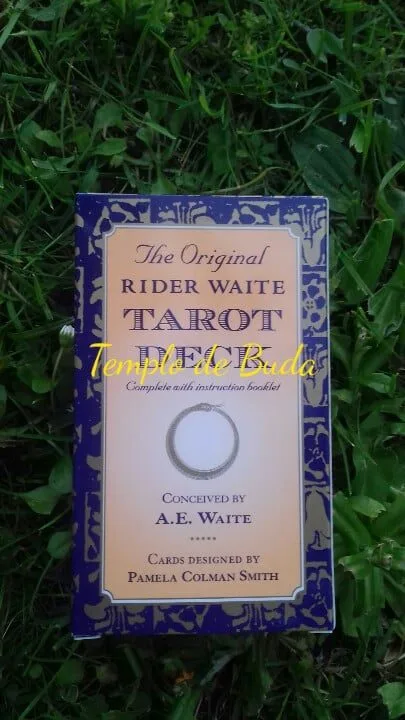 The Original
RIDER WAITE
TAROT
DECK
Templo de Buda
Complete with instruction booklet
CONCEIVED BY
A.E. WAITE
*****
CARDS DESIGNED BY
PAMELA COLMAN SMITH